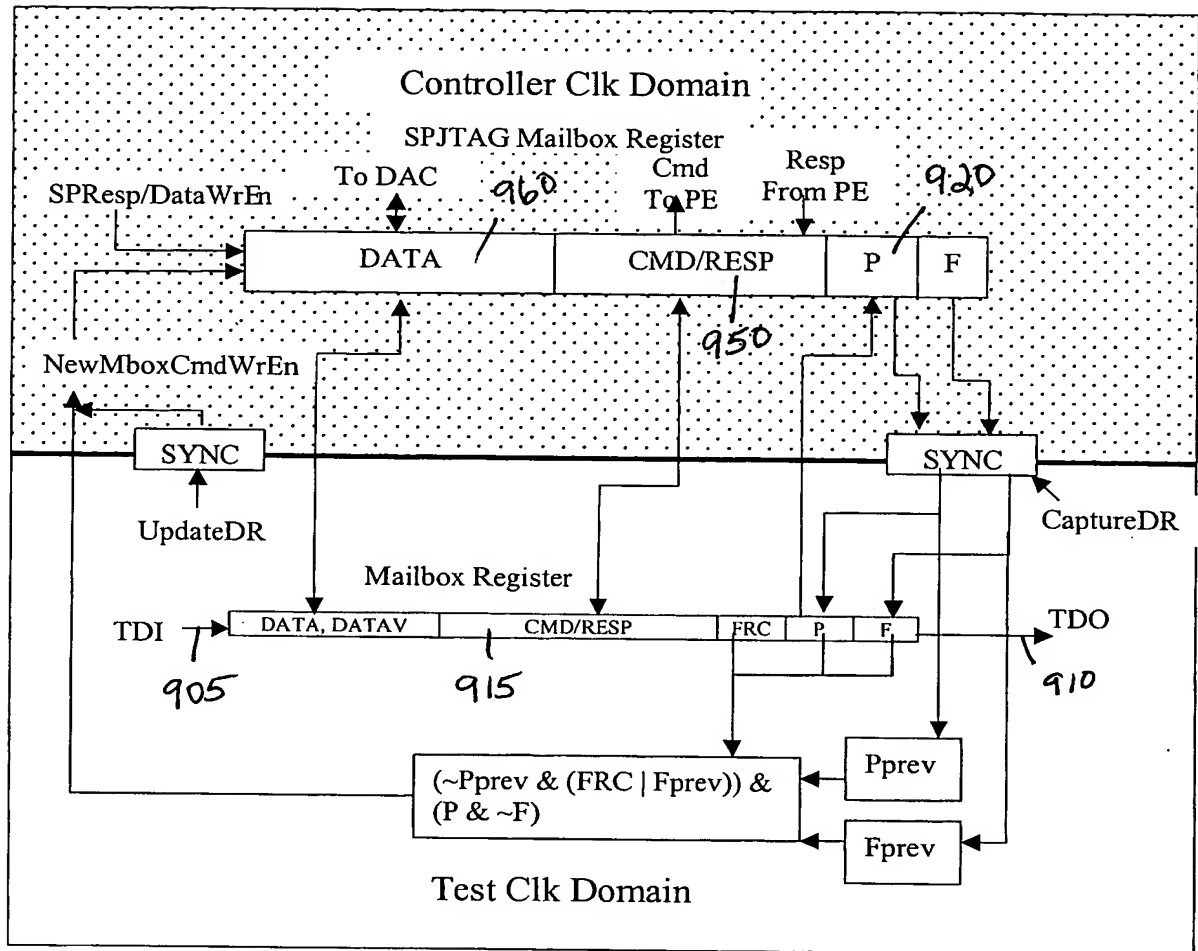 Controller Clk Domain
SPJTAG Mailbox Register
To DAC
960
Cmd
To PE
Resp
From PE
920
SPResp/DataWrEn
DATA
CMD/RESP
P
F
950
NewMboxCmdWrEn
SYNC
SYNC
UpdateDR
CaptureDR
Mailbox Register
TDI
DATA, DATAV
CMD/RESP
FRC
P
F
TDO
905
915
910
(~Pprev & (FRC | Fprev)) &
(P & ~F)
Pprev
Fprev
Test Clk Domain